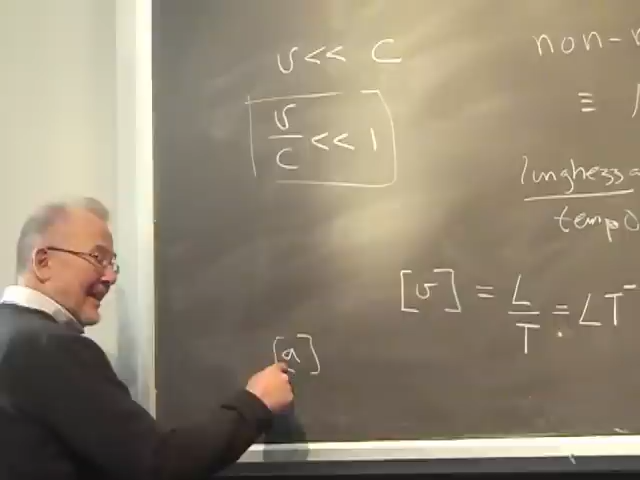 v << c
non-
v/c << 1
≡
lunghezza
tempo
[v] = L/T = LT⁻
[a]